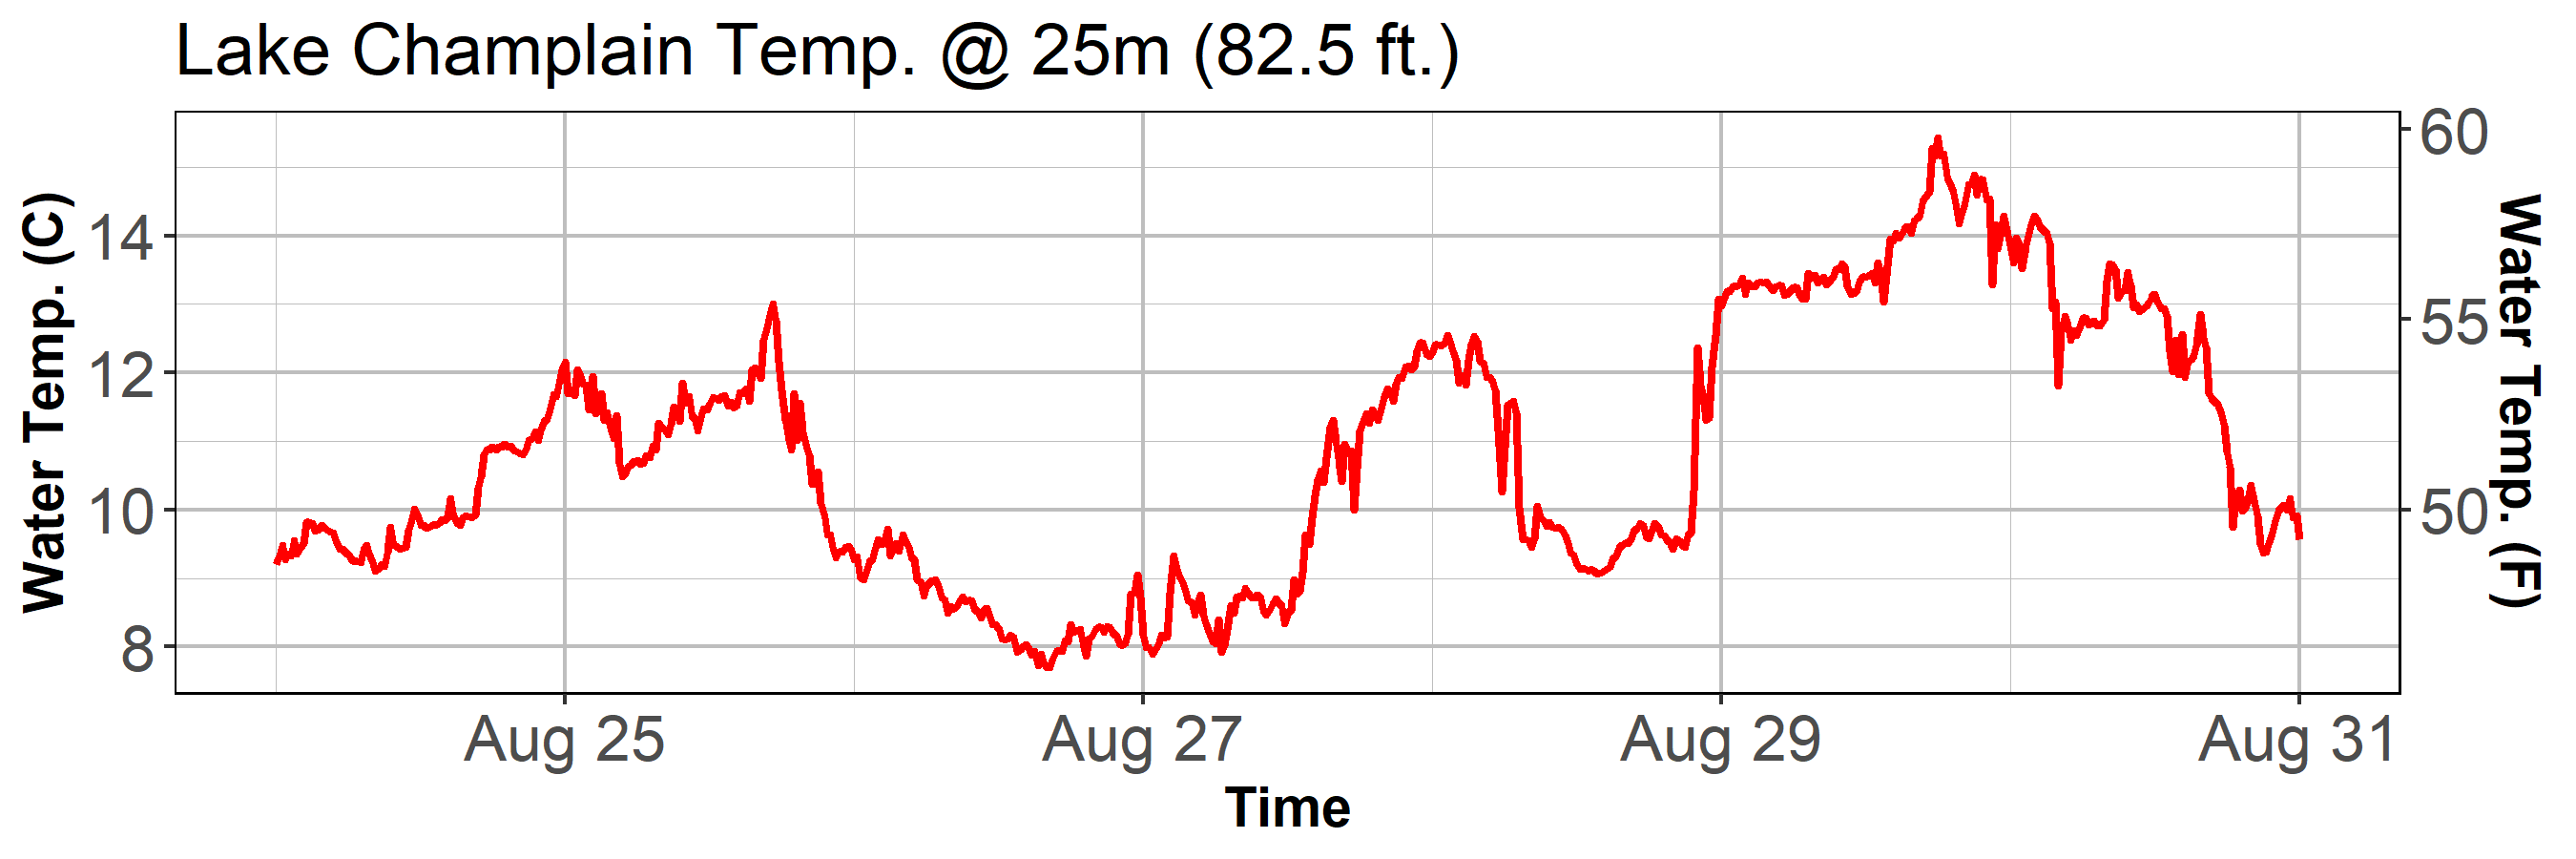 Lake Champlain Temp. @ 25m (82.5 ft.)
Water Temp. (C)
14
12
10
8
60
55
50
Water Temp. (F)
Aug 25 Aug 27 Aug 29 Aug 31
Time